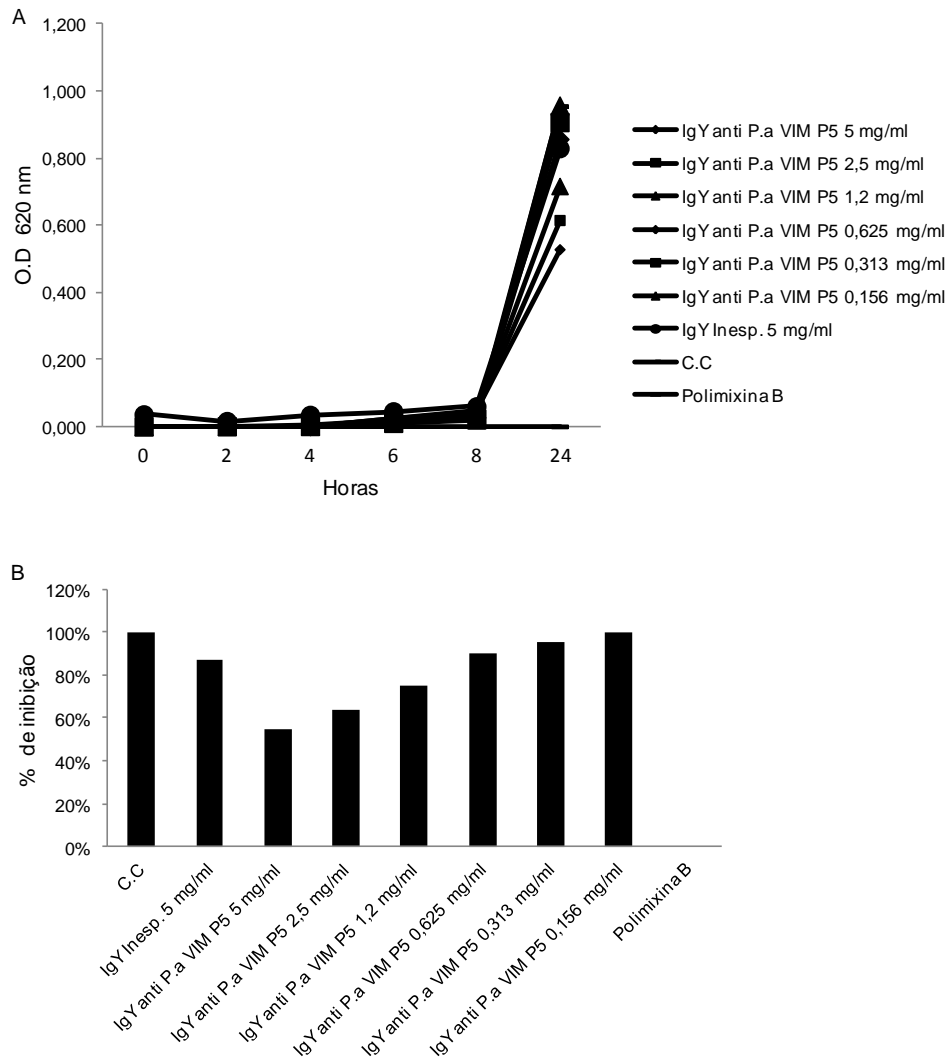 A
1,200
1,000
0,800
0,600
0,400
0,200
0,000
O.D 620 nm
0 2 4 6 8 24
Horas
IgY anti P.a VIM P5 5 mg/ml
IgY anti P.a VIM P5 2,5 mg/ml
IgY anti P.a VIM P5 1,2 mg/ml
IgY anti P.a VIM P5 0,625 mg/ml
IgY anti P.a VIM P5 0,313 mg/ml
IgY anti P.a VIM P5 0,156 mg/ml
IgY Inesp. 5 mg/ml
C.C
Polimixina B
B
120%
100%
80%
60%
40%
20%
0%
% de inibição
C.C
IgY Inesp. 5 mg/ml
IgY anti P.a VIM P5 5 mg/ml
IgY anti P.a VIM P5 2,5 mg/ml
IgY anti P.a VIM P5 1,2 mg/ml
IgY anti P.a VIM P5 0,625 mg/ml
IgY anti P.a VIM P5 0,313 mg/ml
IgY anti P.a VIM P5 0,156 mg/ml
Polimixina B